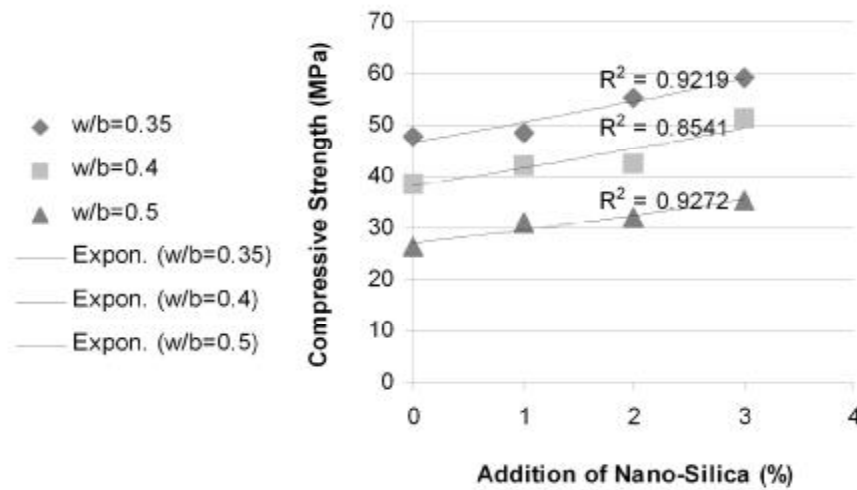 w/b=0.35
w/b=0.4
w/b=0.5
Expon. (w/b=0.35)
Expon. (w/b=0.4)
Expon. (w/b=0.5)
Compressive Strength (MPa)
70
60
50
40
30
20
10
0
R² = 0.9219
R² = 0.8541
R² = 0.9272
0 1 2 3 4
Addition of Nano-Silica (%)